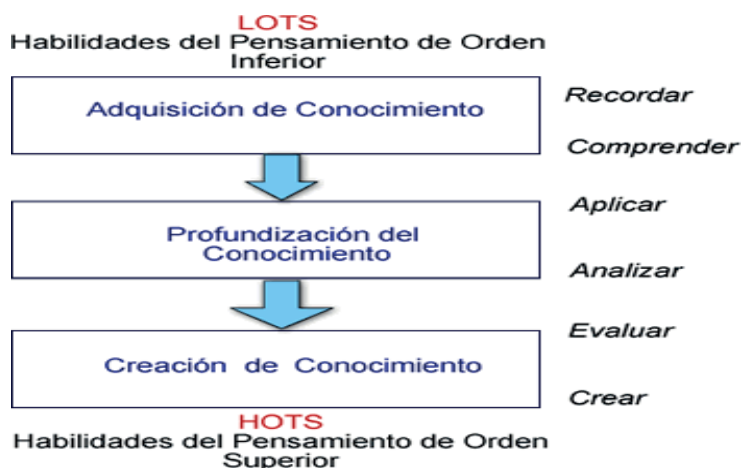 LOTS
Habilidades del Pensamiento de Orden
Inferior
Adquisición de Conocimiento
Recordar
Comprender
Profundización del
Conocimiento
Aplicar
Analizar
Creación de Conocimiento
Evaluar
Crear
HOTS
Habilidades del Pensamiento de Orden
Superior